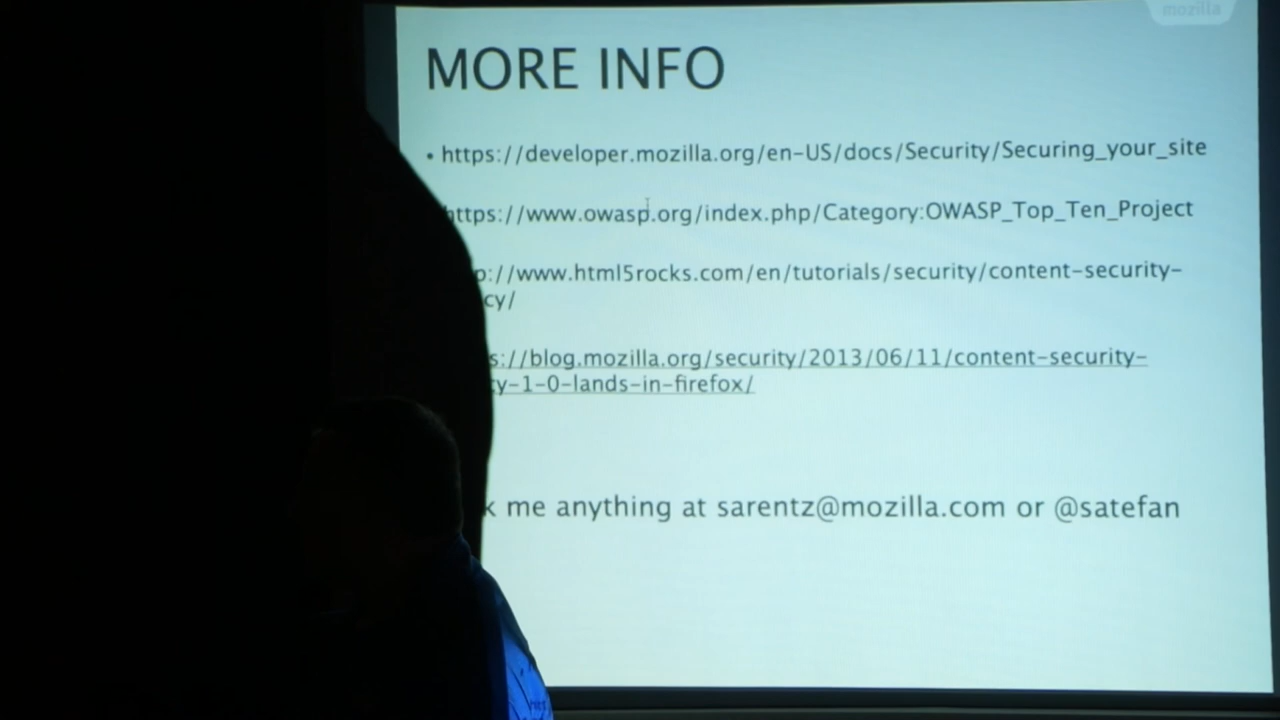 mozilla
MORE INFO
• https://developer.mozilla.org/en-US/docs/Security/Securing_your_site
https://www.owasp.org/index.php/Category:OWASP_Top_Ten_Project
p://www.html5rocks.com/en/tutorials/security/content-security-
cy/
s://blog.mozilla.org/security/2013/06/11/content-security-
y-1-0-lands-in-firefox/
k me anything at sarentz@mozilla.com or @satefan